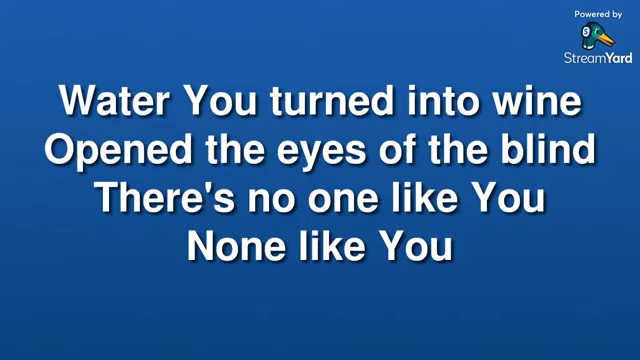 Powered by
StreamYard
Water You turned into wine
Opened the eyes of the blind
There's no one like You
None like You